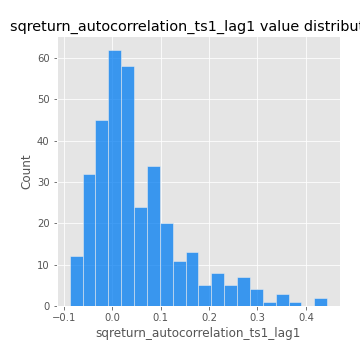 sqreturn_autocorrelation_ts1_lag1 value distribut
60
50
40
30
20
10
0
Count
−0.1 0.0 0.1 0.2 0.3 0.4
sqreturn_autocorrelation_ts1_lag1